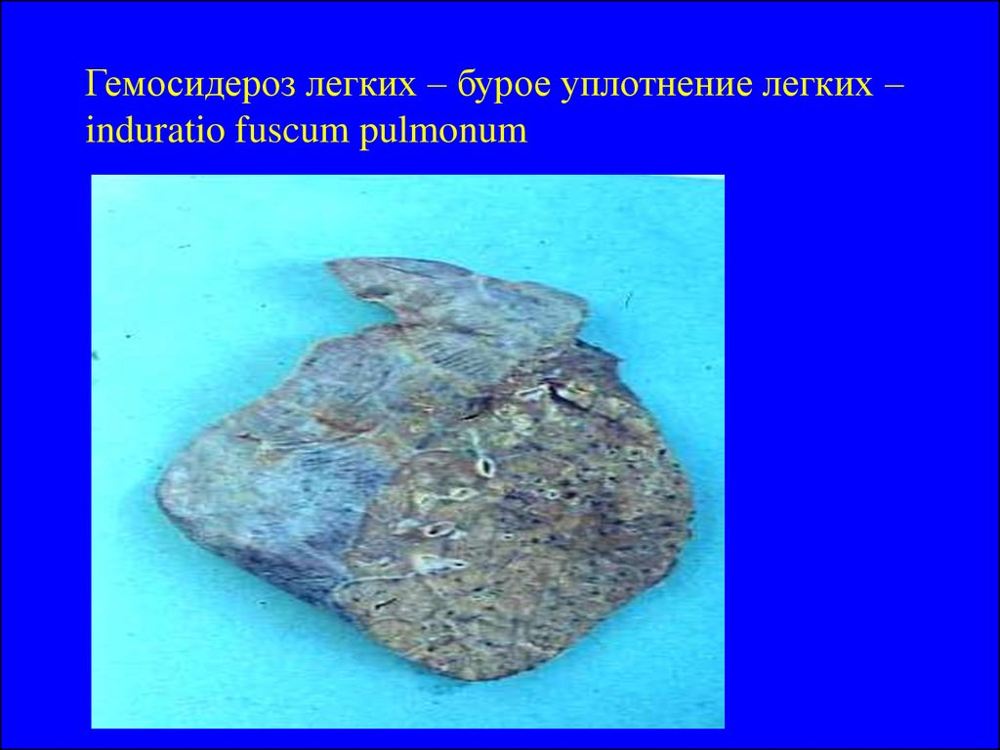 Гемосидероз легких – бурое уплотнение легких –
induratio fuscum pulmonum